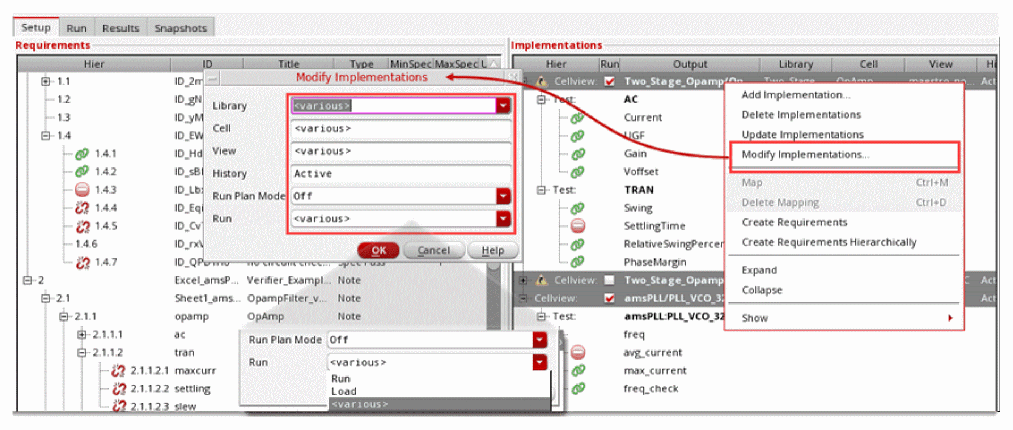 Setup Run Results Snapshots
Requirements
Hier ID Title Type MinSpec MaxSpec
1.1 ID_2m
1.2 ID_gN
1.3 ID_yM
1.4 ID_EW
1.4.1 ID_Hd
1.4.2 ID_sBl
1.4.3 ID_Lb
1.4.4 ID_Eqi
1.4.5 ID_Cv
1.4.6 ID_rxV
1.4.7
2 Excel_amsP... Verifier_Exampl... Note
2.1 Sheet1_ams... OpampFilter_v... Note
2.1.1 opamp OpAmp Note
2.1.1.1 ac
2.1.1.2 tran
2.1.1.2.1 maxcurr
2.1.1.2.2 settling
2.1.1.2.3 slew
Modify Implementations
Library <various>
Cell <various>
View <various>
History Active
Run Plan Mode Off
Run <various>
OK Cancel Help
Run Plan Mode Off
Run <various>
Run
Load
<various>
Implementations
Hier Run Output Library Cell View Hi
Cellview: Two_Stage_Opamp/Op Two_Stage OpAmp maestro_no Act
Test: AC
Current
UGF
Gain
Voffset
Test: TRAN
Swing
SettlingTime
RelativeSwingPercen
PhaseMargin
Cellview: Two_Stage_Opamp Act
Cellview: amsPLL/PLL_VCO_32 Act
Test: amsPLL:PLL_VCO_32
freq
avg_current
max_current
freq_check
Add Implementation...
Delete Implementations
Update Implementations
Modify Implementations...
Map Ctrl+M
Delete Mapping Ctrl+D
Create Requirements
Create Requirements Hierarchically
Expand
Collapse
Show